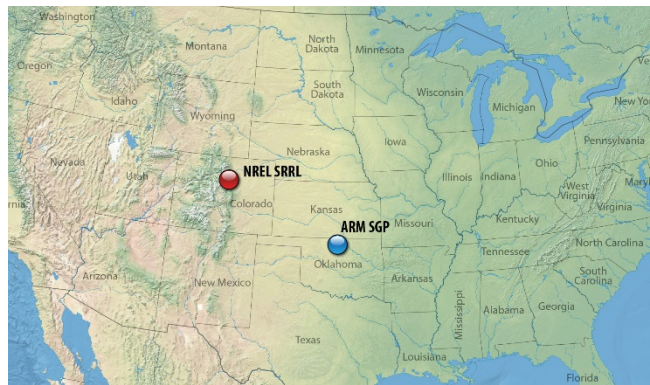 Washington
Montana
North
Dakota
Minnesota
Oregon
South
Dakota
Wisconsin
Idaho
Michigan
Wyoming
New York
Iowa
Nebraska
Pennsylvania
Nevada
Utah
NREL SRRL
Illinois
Indiana
Ohio
Colorado
Kansas
West
Virginia
Virginia
Missouri
Kentucky
ARM SGP
Oklahoma
Tennessee
North Carolina
Arizona
New Mexico
Arkansas
South
Carolina
Mississippi
Alabama
Georgia
Texas
Louisiana
Florida